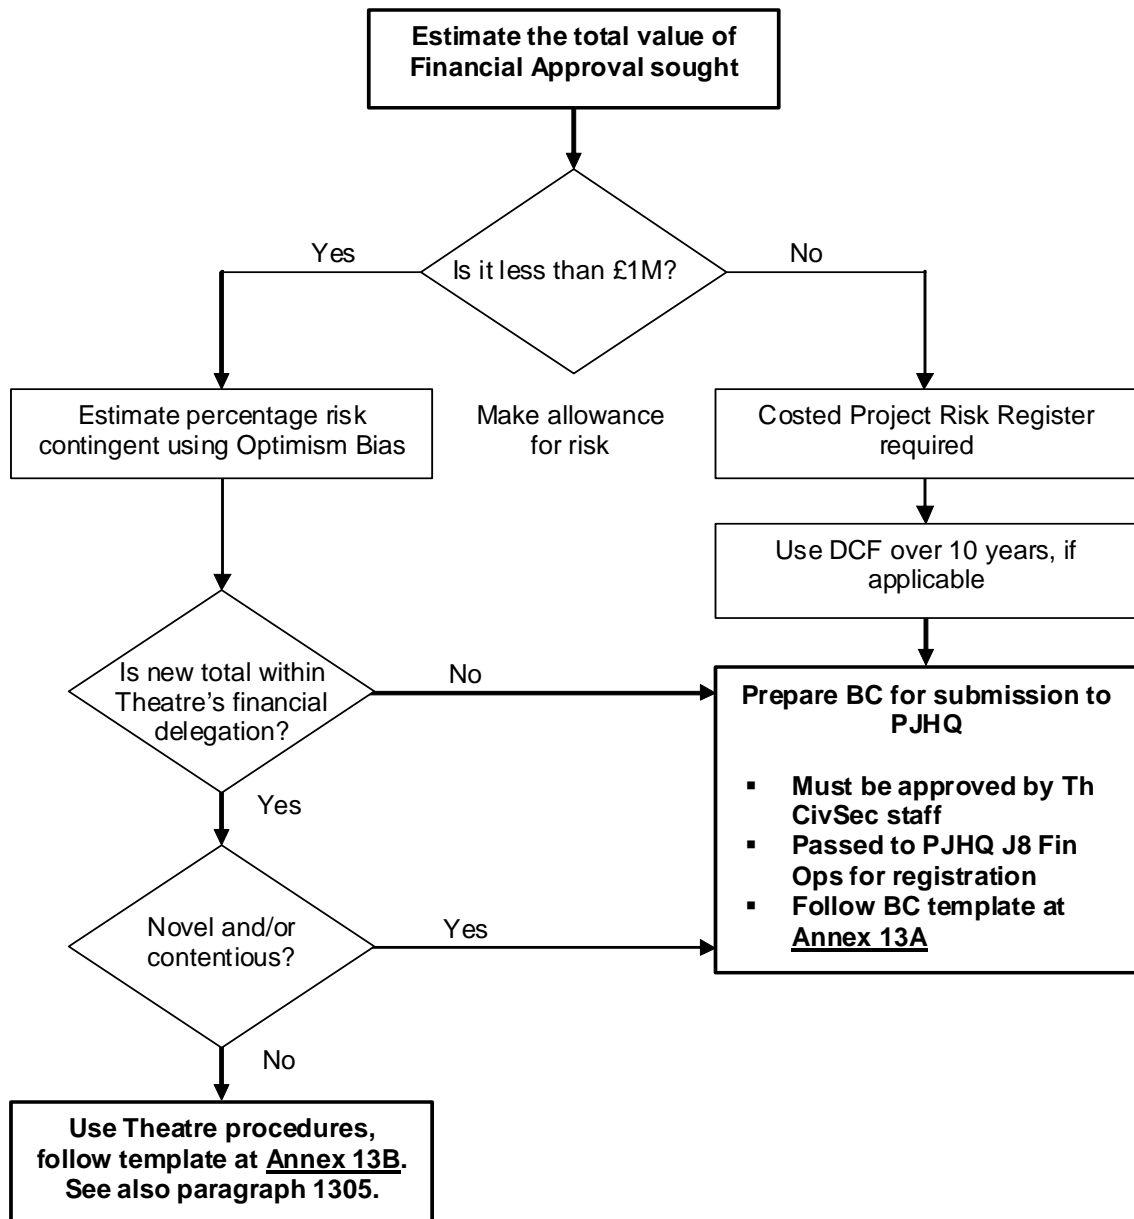 Estimate the total value of
Financial Approval sought
Yes
Is it less than £1M?
No
Estimate percentage risk
contingent using Optimism Bias
Make allowance
for risk
Costed Project Risk Register
required
Use DCF over 10 years, if
applicable
Is new total within
Theatre’s financial
delegation?
No
Yes
Prepare BC for submission to
PJHQ
▪ Must be approved by Th
CivSec staff
▪ Passed to PJHQ J8 Fin
Ops for registration
▪ Follow BC template at
Annex 13A
Novel and/or
contentious?
Yes
No
Use Theatre procedures,
follow template at Annex 13B.
See also paragraph 1305.